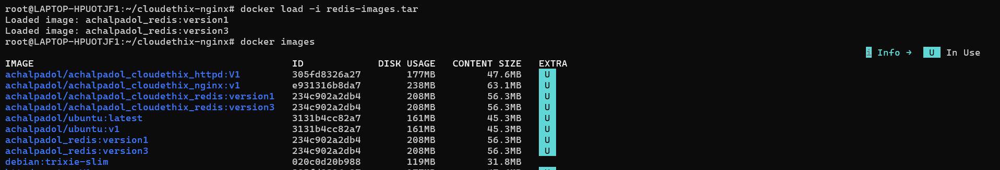 root@LAPTOP-HPUOTJF1:~/cloudethix-nginx# docker load -i redis-images.tar
Loaded image: achalpadol_redis:version1
Loaded image: achalpadol_redis:version3
root@LAPTOP-HPUOTJF1:~/cloudethix-nginx# docker images
i Info → U In Use
IMAGE ID DISK USAGE CONTENT SIZE EXTRA
achalpadol/achalpadol_cloudethix_httpd:V1 305fd8326a27 177MB 47.6MB U
achalpadol/achalpadol_cloudethix_nginx:v1 e931316b8da7 238MB 63.1MB U
achalpadol/achalpadol_cloudethix_redis:version1 234c902a2db4 208MB 56.3MB U
achalpadol/achalpadol_cloudethix_redis:version3 234c902a2db4 208MB 56.3MB U
achalpadol/ubuntu:latest 3131b4cc82a7 161MB 45.3MB U
achalpadol/ubuntu:v1 3131b4cc82a7 161MB 45.3MB U
achalpadol_redis:version1 234c902a2db4 208MB 56.3MB U
achalpadol_redis:version3 234c902a2db4 208MB 56.3MB U
debian:trixie-slim 020c0d20b988 119MB 31.8MB